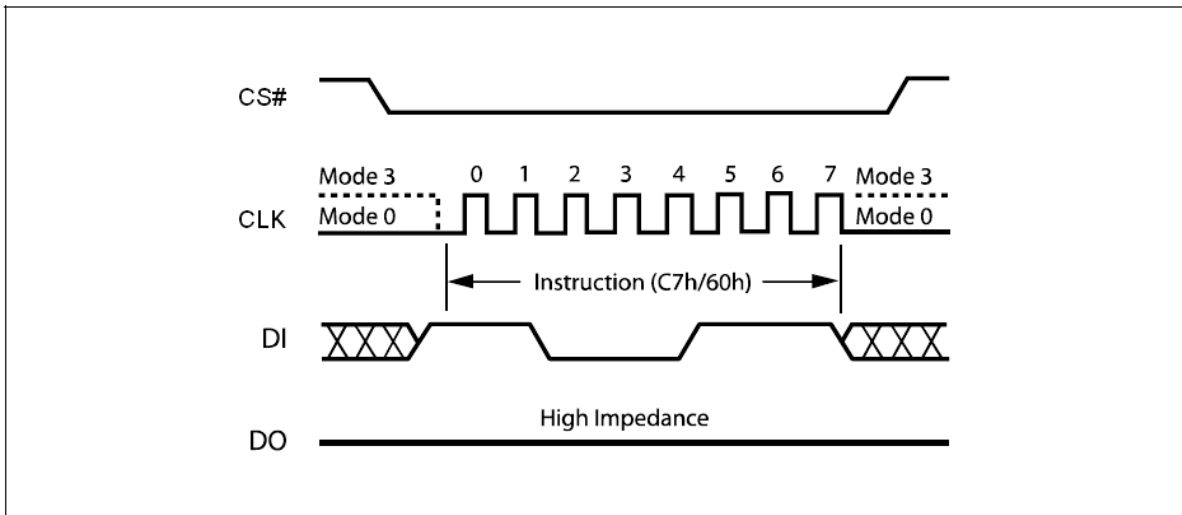 CS#
0 1 2 3 4 5 6 7
Mode 3 Mode 3
CLK Mode 0 Mode 0
Instruction (C7h/60h)
DI
High Impedance
DO